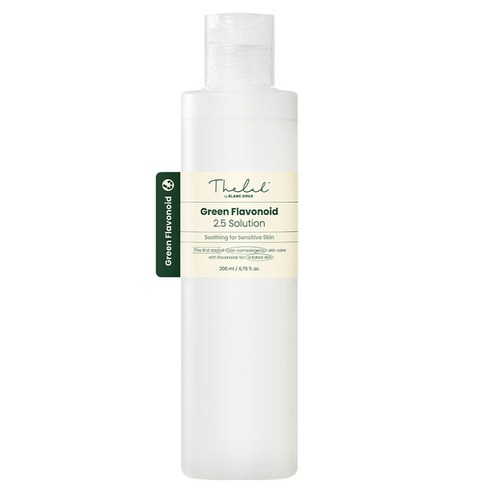 Thelel
by BLANC DOUX
Green Flavonoid
2.5 Solution
Soothing for Sensitive Skin
The first step of non-comedogenic skin care
with flavonoids for irritated skin
200 ml / 6.76 fl. oz.
Green Flavonoid